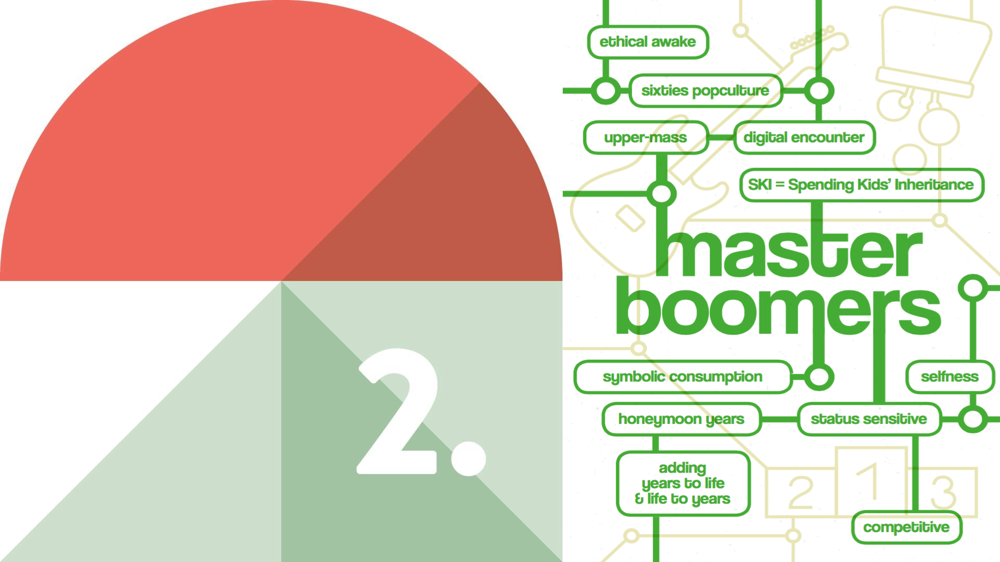 2.
ethical awake
sixties popculture
upper-mass
digital encounter
SKI = Spending Kids’ Inheritance
master
boomers
symbolic consumption
selfness
honeymoon years
status sensitive
adding
years to life
& life to years
2
1
3
competitive